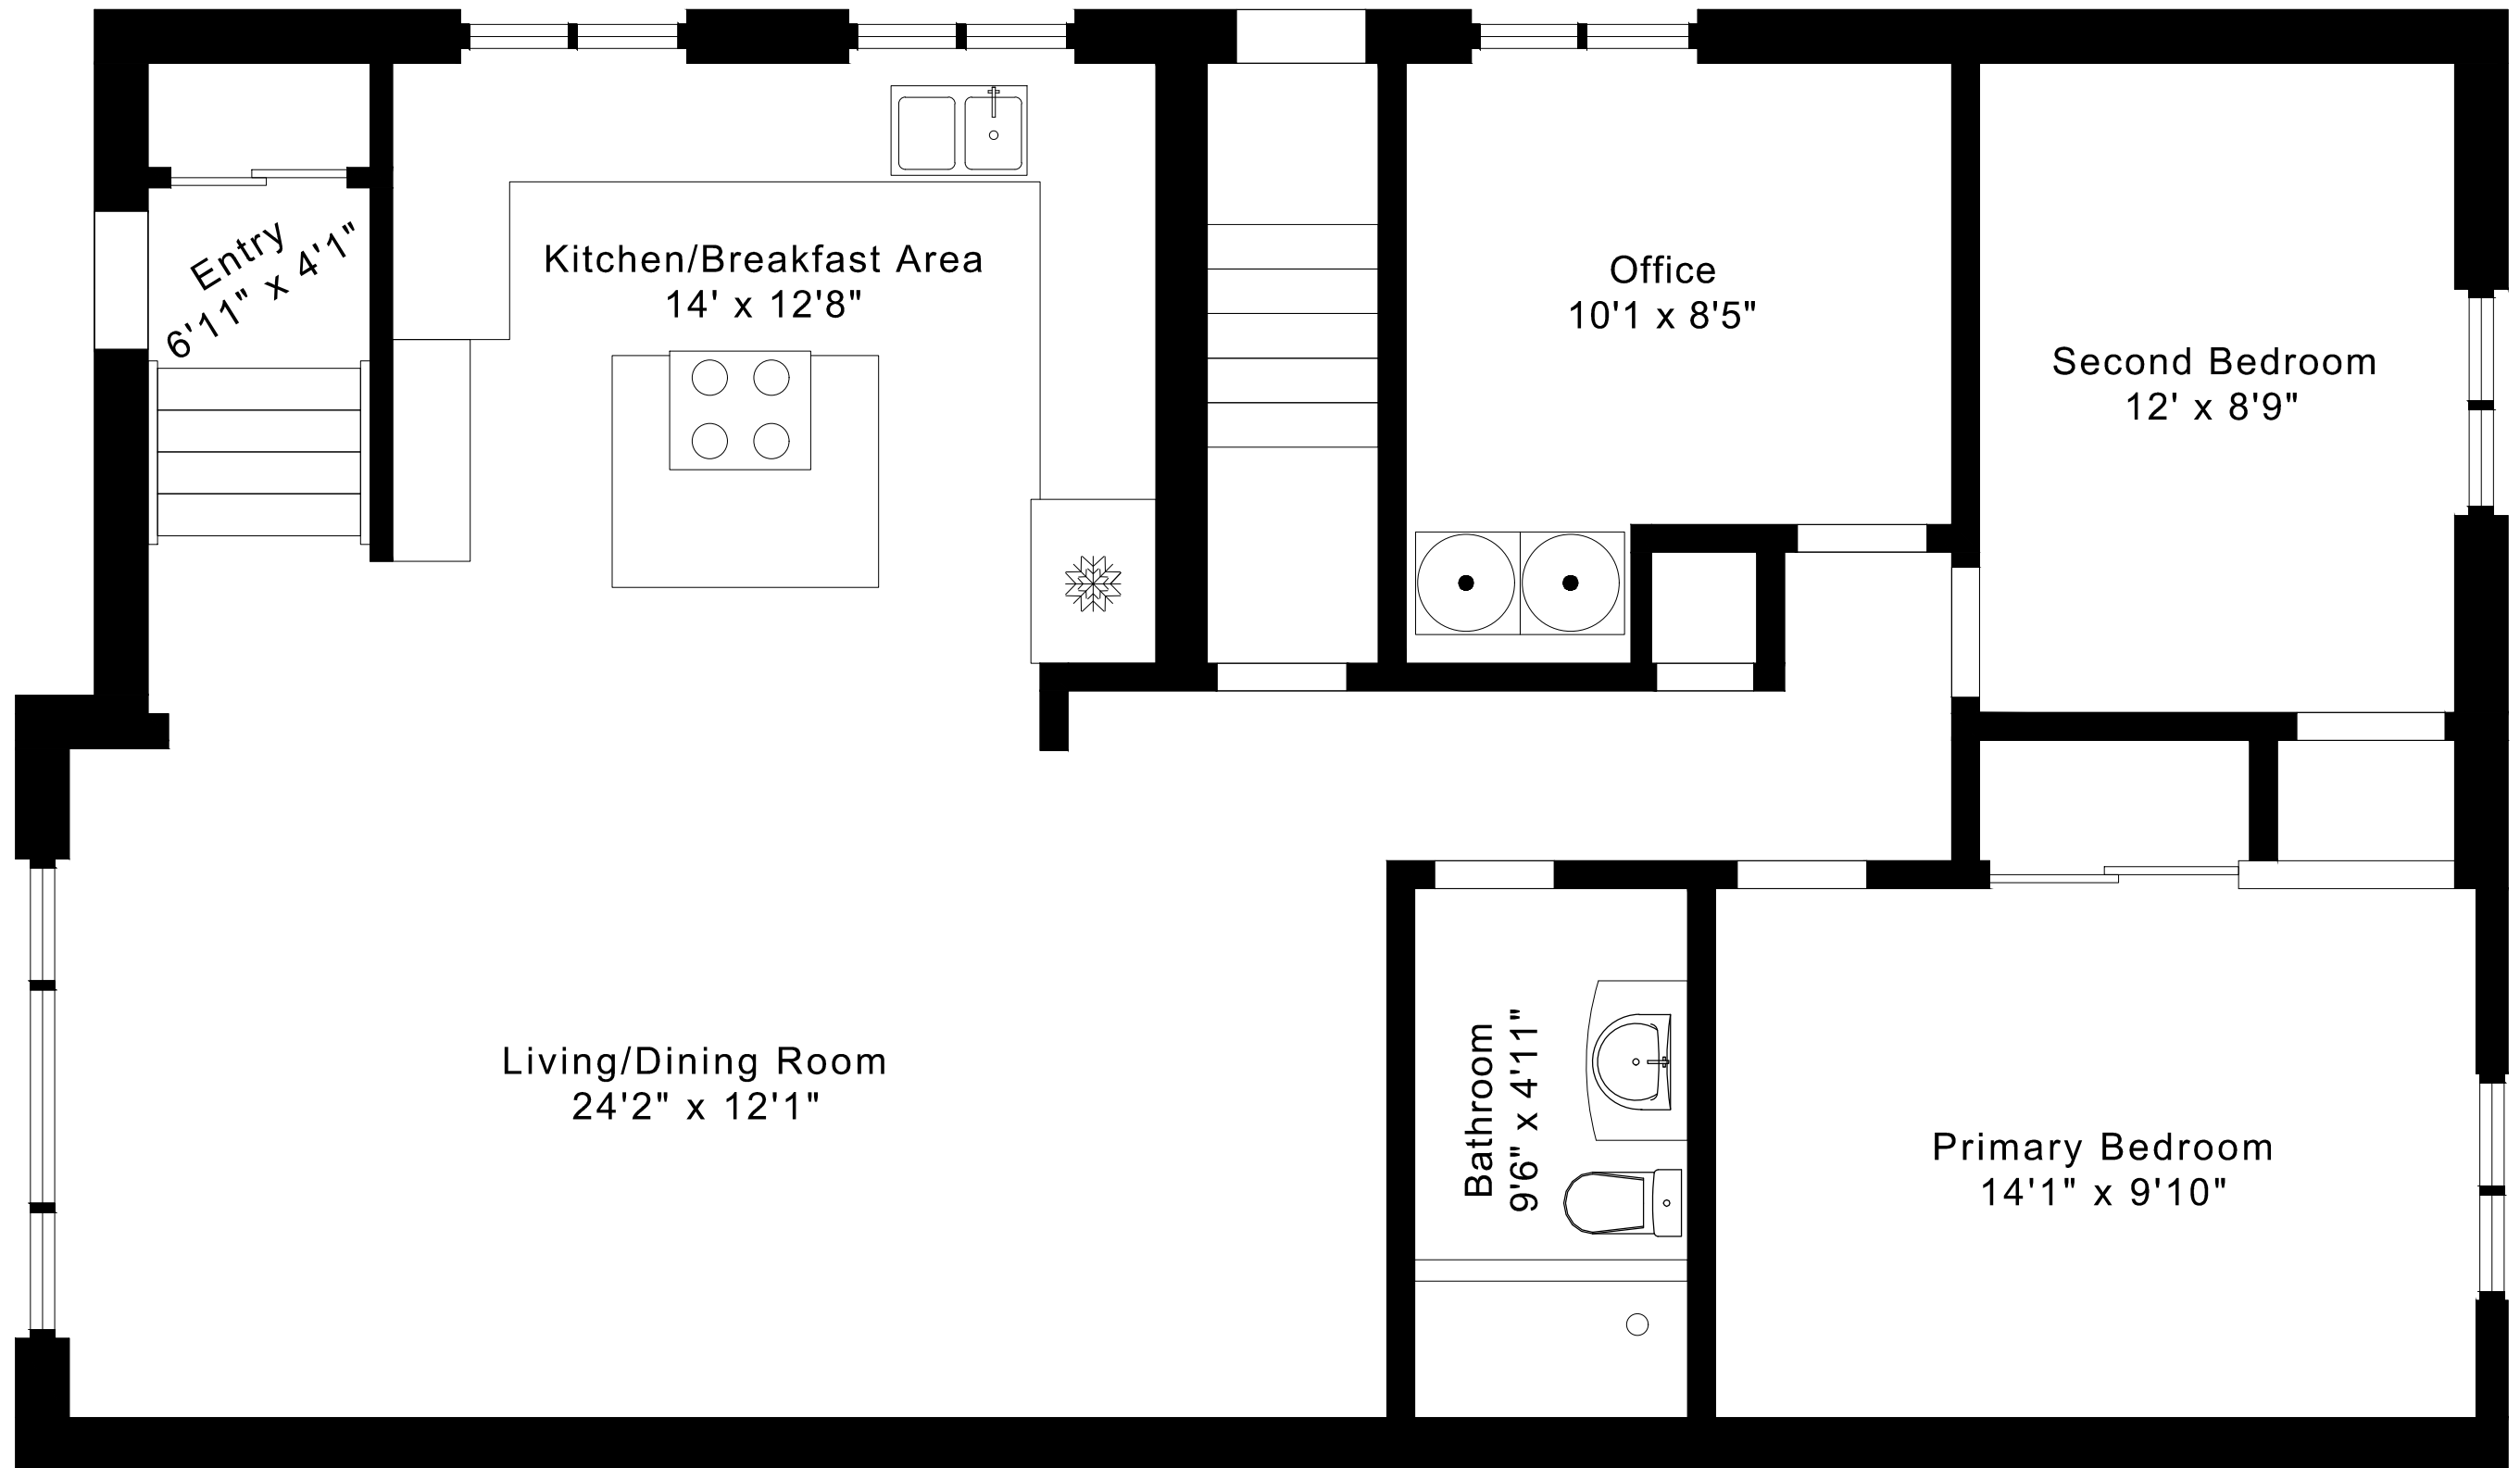 Entry
6'11" x 4'1"
Kitchen/Breakfast Area
14' x 12'8"
Office
10'1 x 8'5"
Second Bedroom
12' x 8'9"
Living/Dining Room
24'2" x 12'1"
Bathroom
9'6" x 4'11"
Primary Bedroom
14'1" x 9'10"